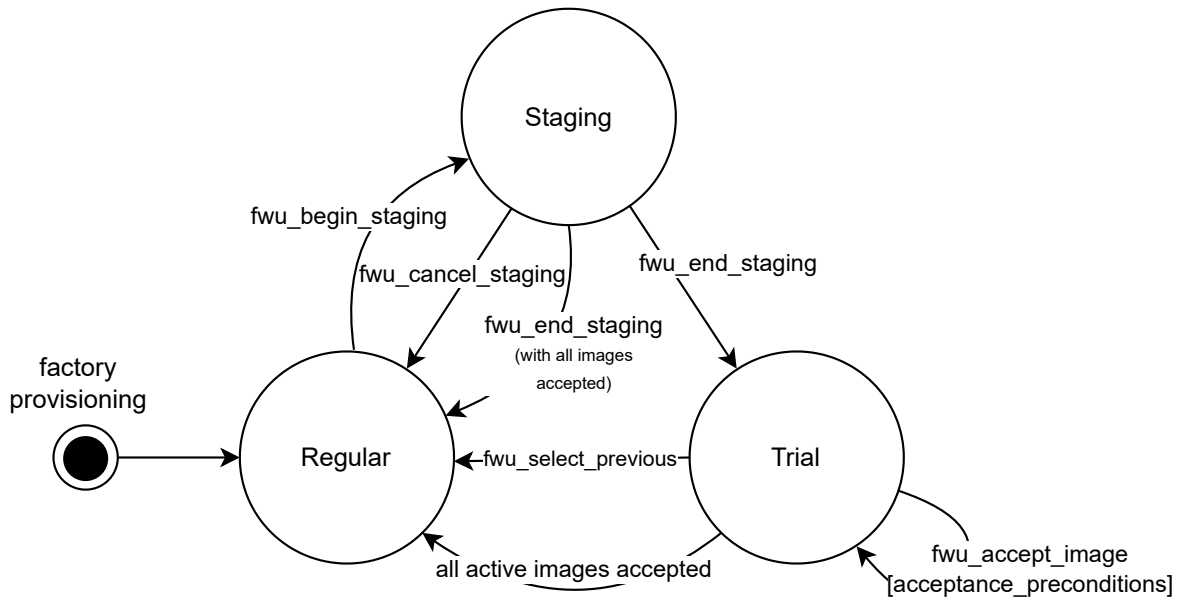 Staging
fwu_begin_staging
fwu_cancel_staging
fwu_end_staging
fwu_end_staging
(with all images
accepted)
factory
provisioning
Regular
fwu_select_previous
Trial
all active images accepted
fwu_accept_image
[acceptance_preconditions]